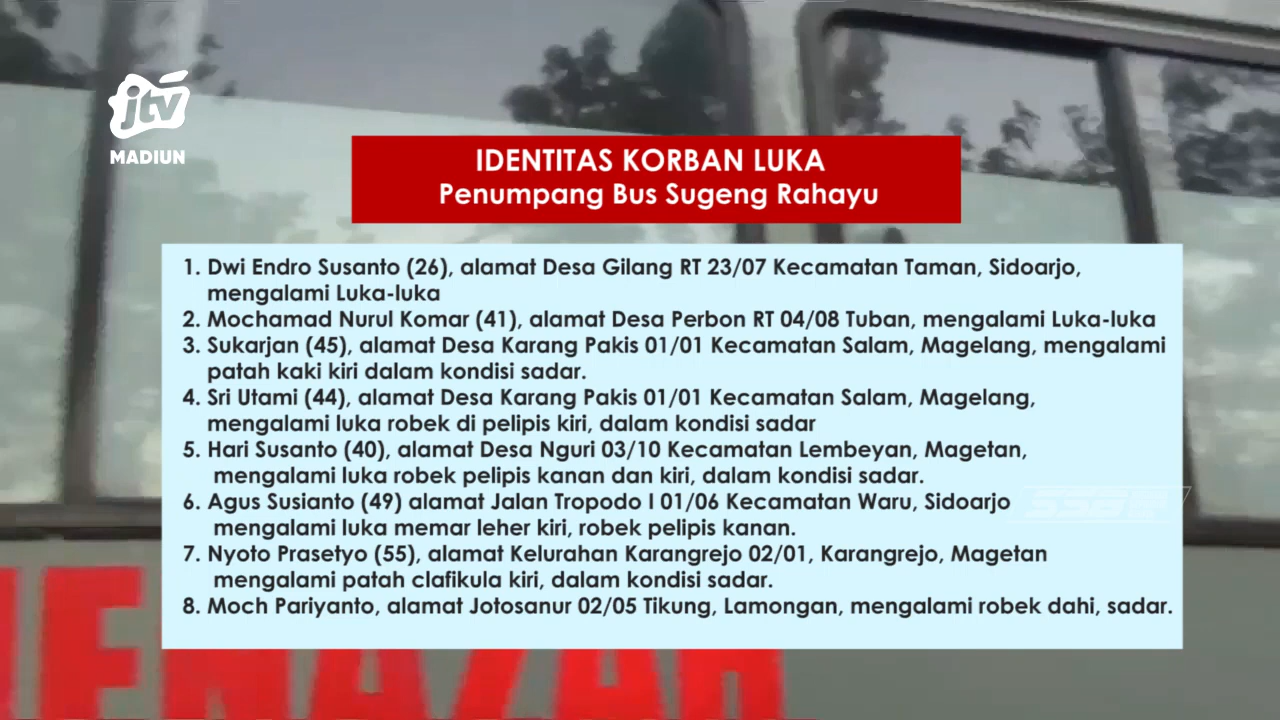 jtv
MADIUN
IDENTITAS KORBAN LUKA
Penumpang Bus Sugeng Rahayu
1. Dwi Endro Susanto (26), alamat Desa Gilang RT 23/07 Kecamatan Taman, Sidoarjo,
mengalami Luka-luka
2. Mochamad Nurul Komar (41), alamat Desa Perbon RT 04/08 Tuban, mengalami Luka-luka
3. Sukarjan (45), alamat Desa Karang Pakis 01/01 Kecamatan Salam, Magelang, mengalami
patah kaki kiri dalam kondisi sadar.
4. Sri Utami (44), alamat Desa Karang Pakis 01/01 Kecamatan Salam, Magelang,
mengalami luka robek di pelipis kiri, dalam kondisi sadar
5. Hari Susanto (40), alamat Desa Nguri 03/10 Kecamatan Lembeyan, Magetan,
mengalami luka robek pelipis kanan dan kiri, dalam kondisi sadar.
6. Agus Susianto (49) alamat Jalan Tropodo I 01/06 Kecamatan Waru, Sidoarjo
mengalami luka memar leher kiri, robek pelipis kanan.
7. Nyoto Prasetyo (55), alamat Kelurahan Karangrejo 02/01, Karangrejo, Magetan
mengalami patah clafikula kiri, dalam kondisi sadar.
8. Moch Pariyanto, alamat Jotosanur 02/05 Tikung, Lamongan, mengalami robek dahi, sadar.